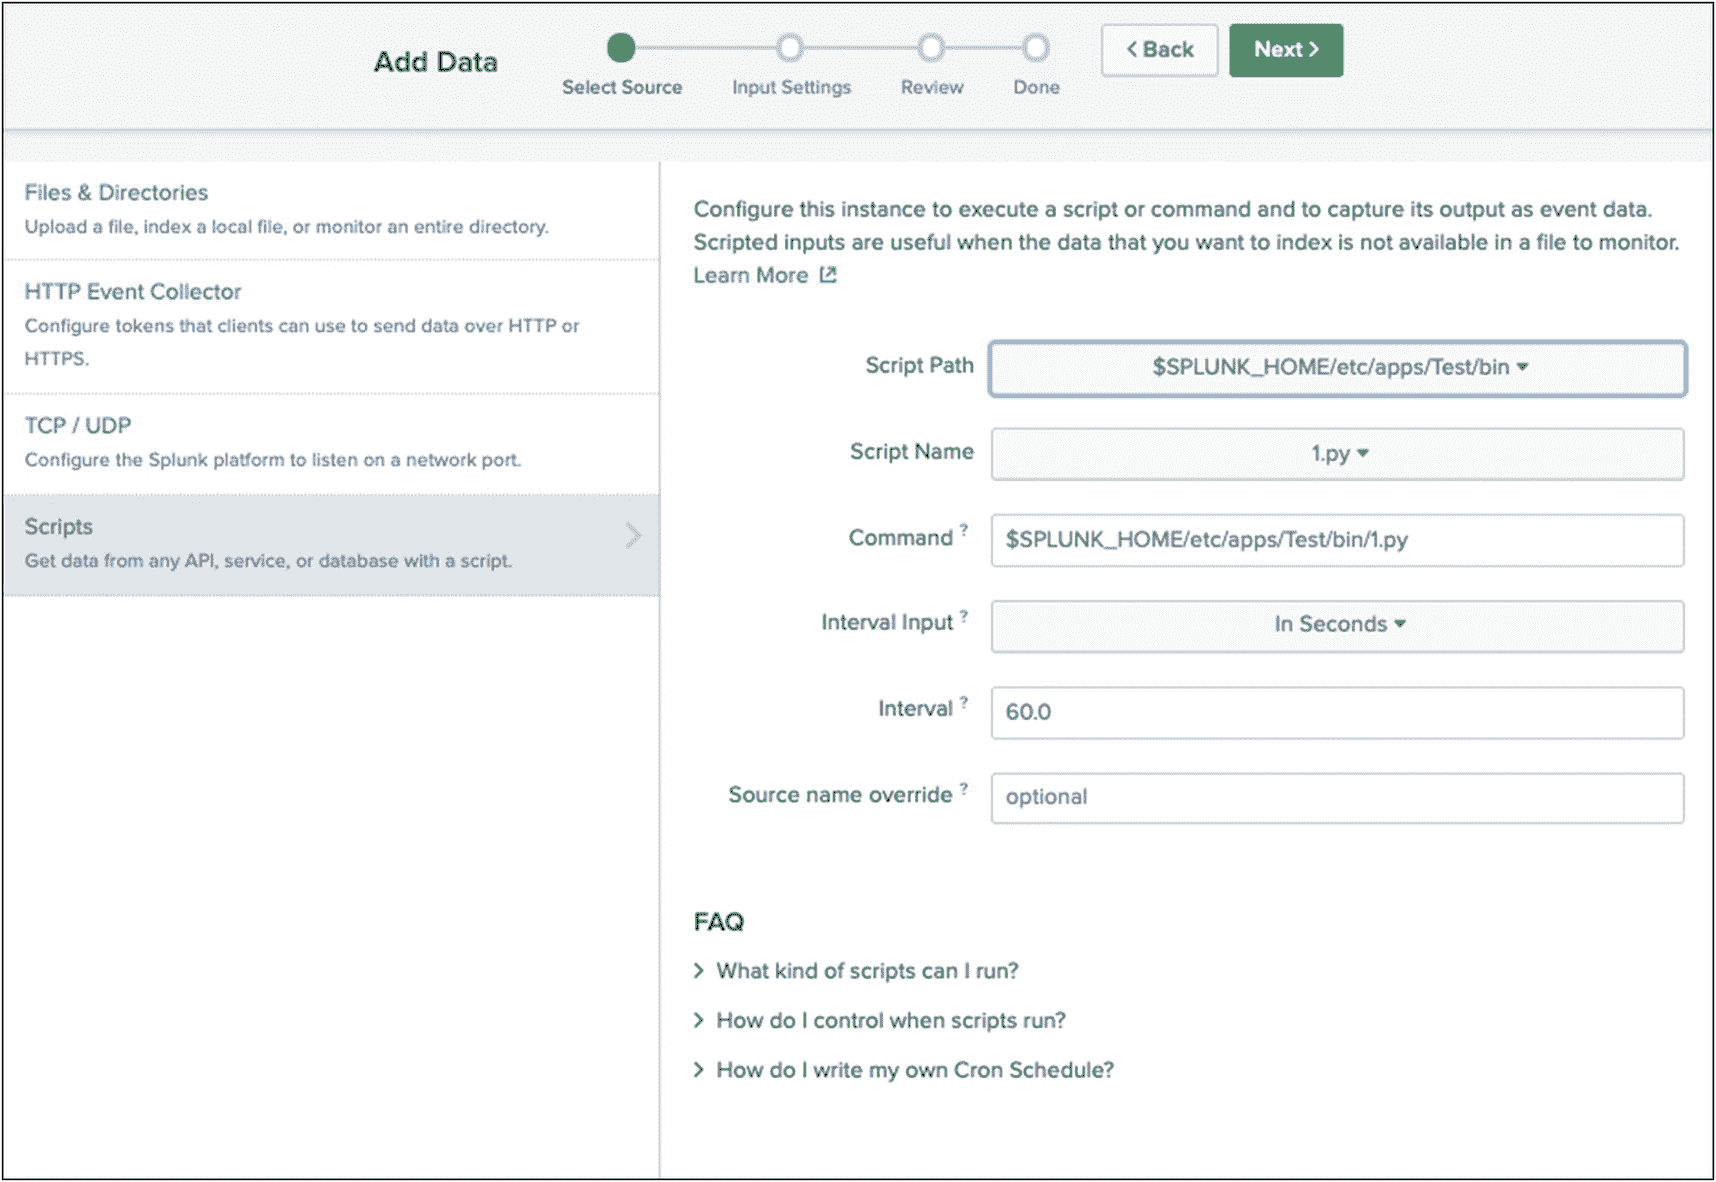 Add Data
Select Source
Input Settings
Review
Done
< Back
Next >
Files & Directories
Upload a file, index a local file, or monitor an entire directory.
HTTP Event Collector
Configure tokens that clients can use to send data over HTTP or
HTTPS.
TCP / UDP
Configure the Splunk platform to listen on a network port.
Scripts
Get data from any API, service, or database with a script.
Configure this instance to execute a script or command and to capture its output as event data.
Scripted inputs are useful when the data that you want to index is not available in a file to monitor.
Learn More
Script Path $SPLUNK_HOME/etc/apps/Test/bin
Script Name 1.py
Command ? $SPLUNK_HOME/etc/apps/Test/bin/1.py
Interval Input ? In Seconds
Interval ? 60.0
Source name override ? optional
FAQ
> What kind of scripts can I run?
> How do I control when scripts run?
> How do I write my own Cron Schedule?